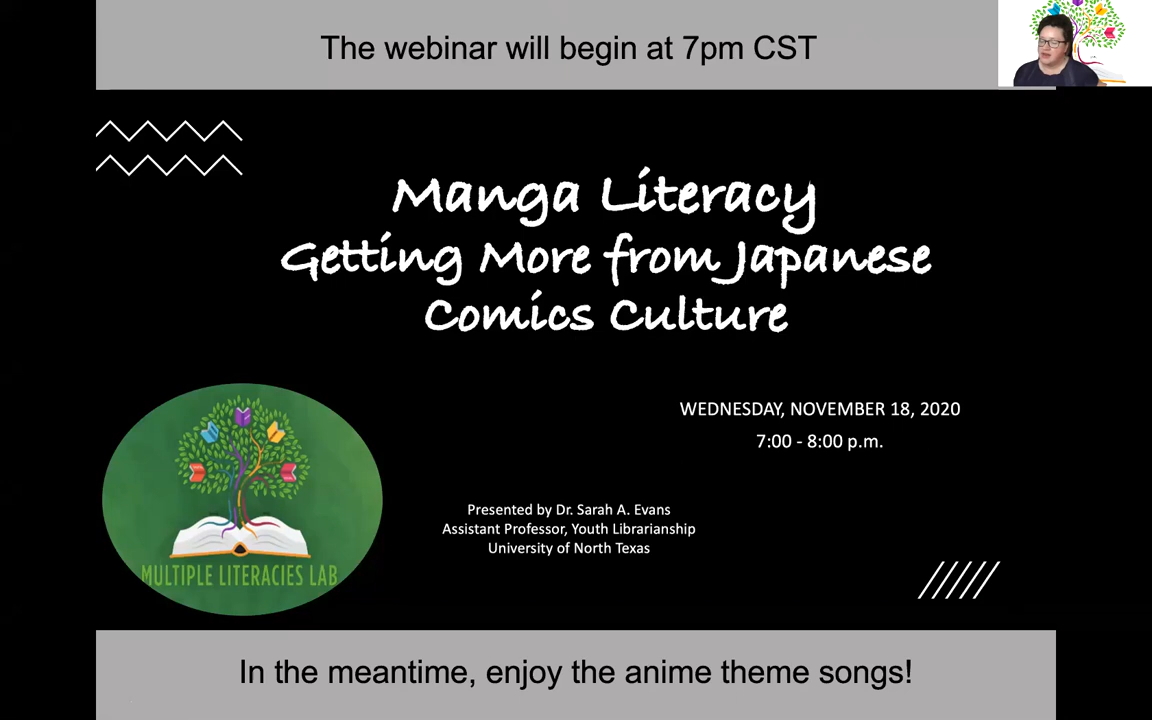 The webinar will begin at 7pm CST
Manga Literacy
Getting More from Japanese
Comics Culture
WEDNESDAY, NOVEMBER 18, 2020
7:00 - 8:00 p.m.
Presented by Dr. Sarah A. Evans
Assistant Professor, Youth Librarianship
University of North Texas
MULTIPLE LITERACIES LAB
In the meantime, enjoy the anime theme songs!